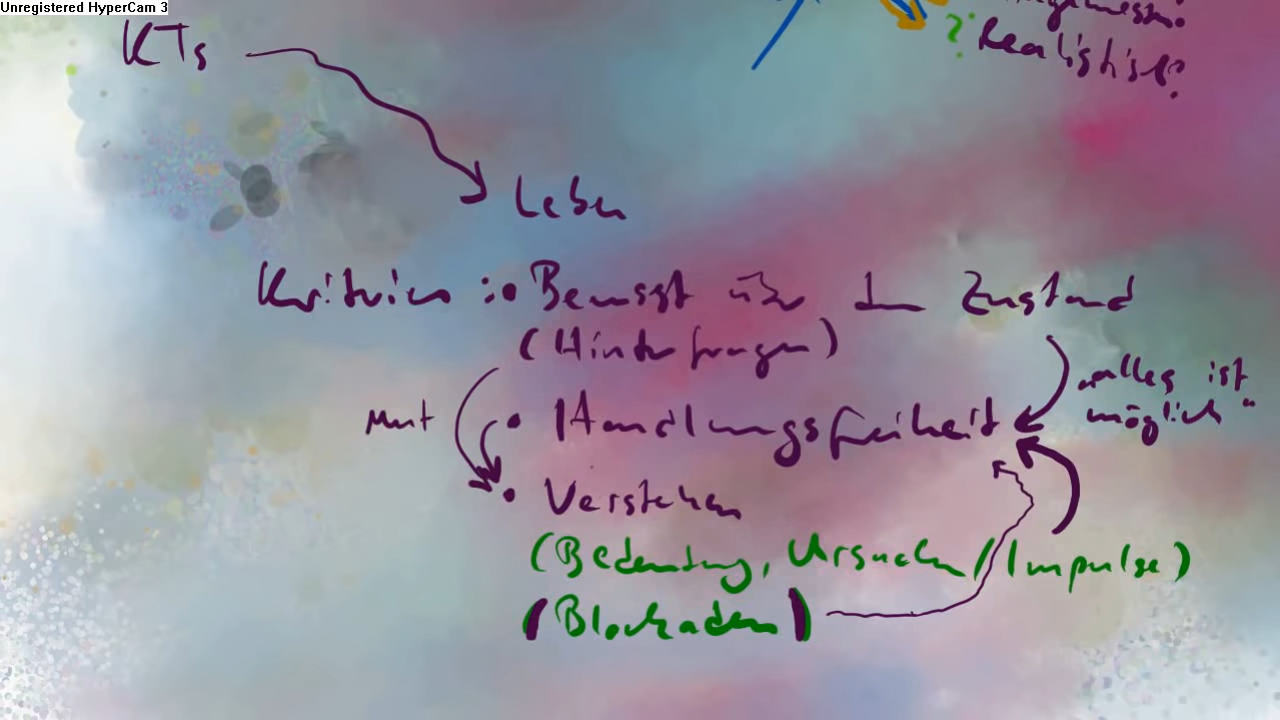 Unregistered HyperCam 3
? Realistisch?
KTs
Leben
Kriterien : • Bewusst über den Zustand
(Hinterfragen)
"alles ist
möglich"
Mut
• Handlungsfreiheit
• Verstehen
(Bedeutung, Ursachen / Impulse)
(Blockaden)